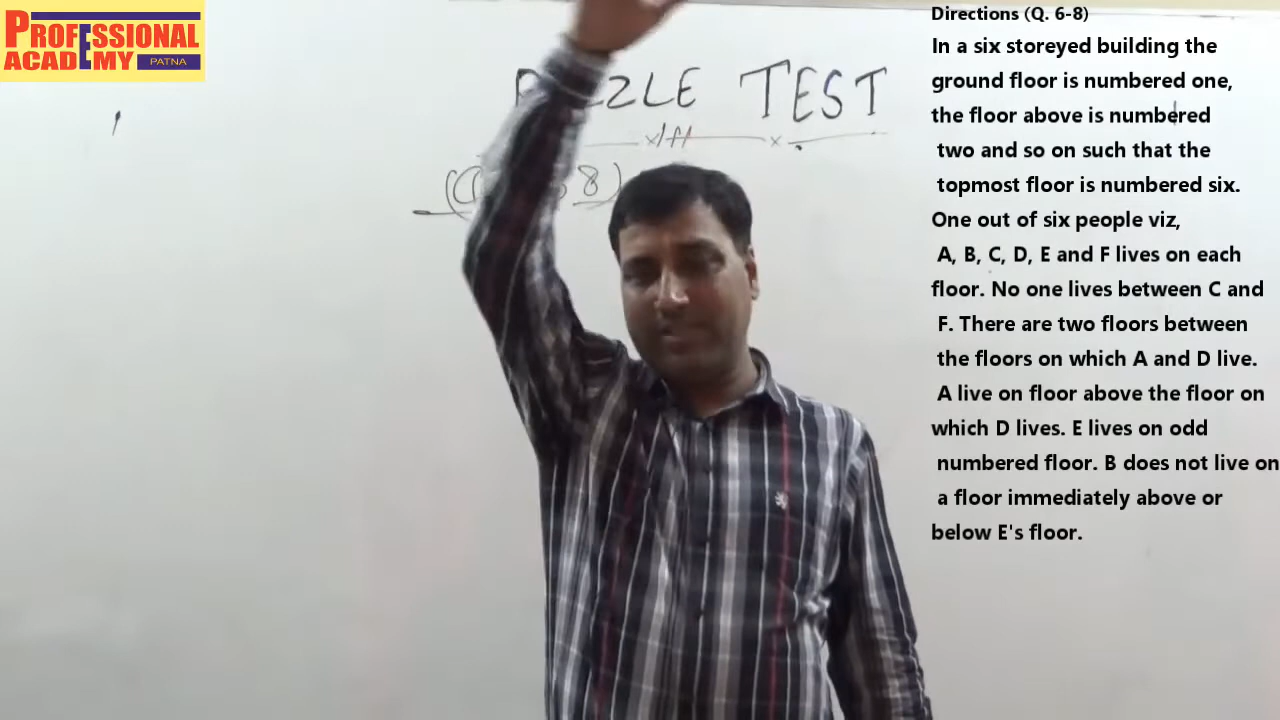 PROFESSIONAL
ACADEMY
PATNA
TEST
8
Directions (Q. 6-8)
In a six storeyed building the
ground floor is numbered one,
the floor above is numbered
two and so on such that the
topmost floor is numbered six.
One out of six people viz,
A, B, C, D, E and F lives on each
floor. No one lives between C and
F. There are two floors between
the floors on which A and D live.
A live on floor above the floor on
which D lives. E lives on odd
numbered floor. B does not live on
a floor immediately above or
below E's floor.